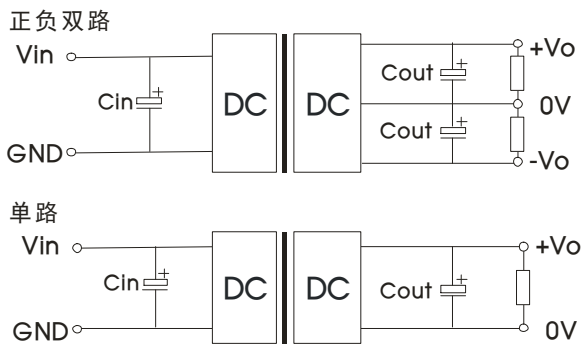 正负双路
Vin
+Vo
Cout
+
Cin
+
DC
DC
0V
Cout
+
GND
-Vo
单路
Vin
+Vo
Cin
+
DC
DC
Cout
+
GND
0V